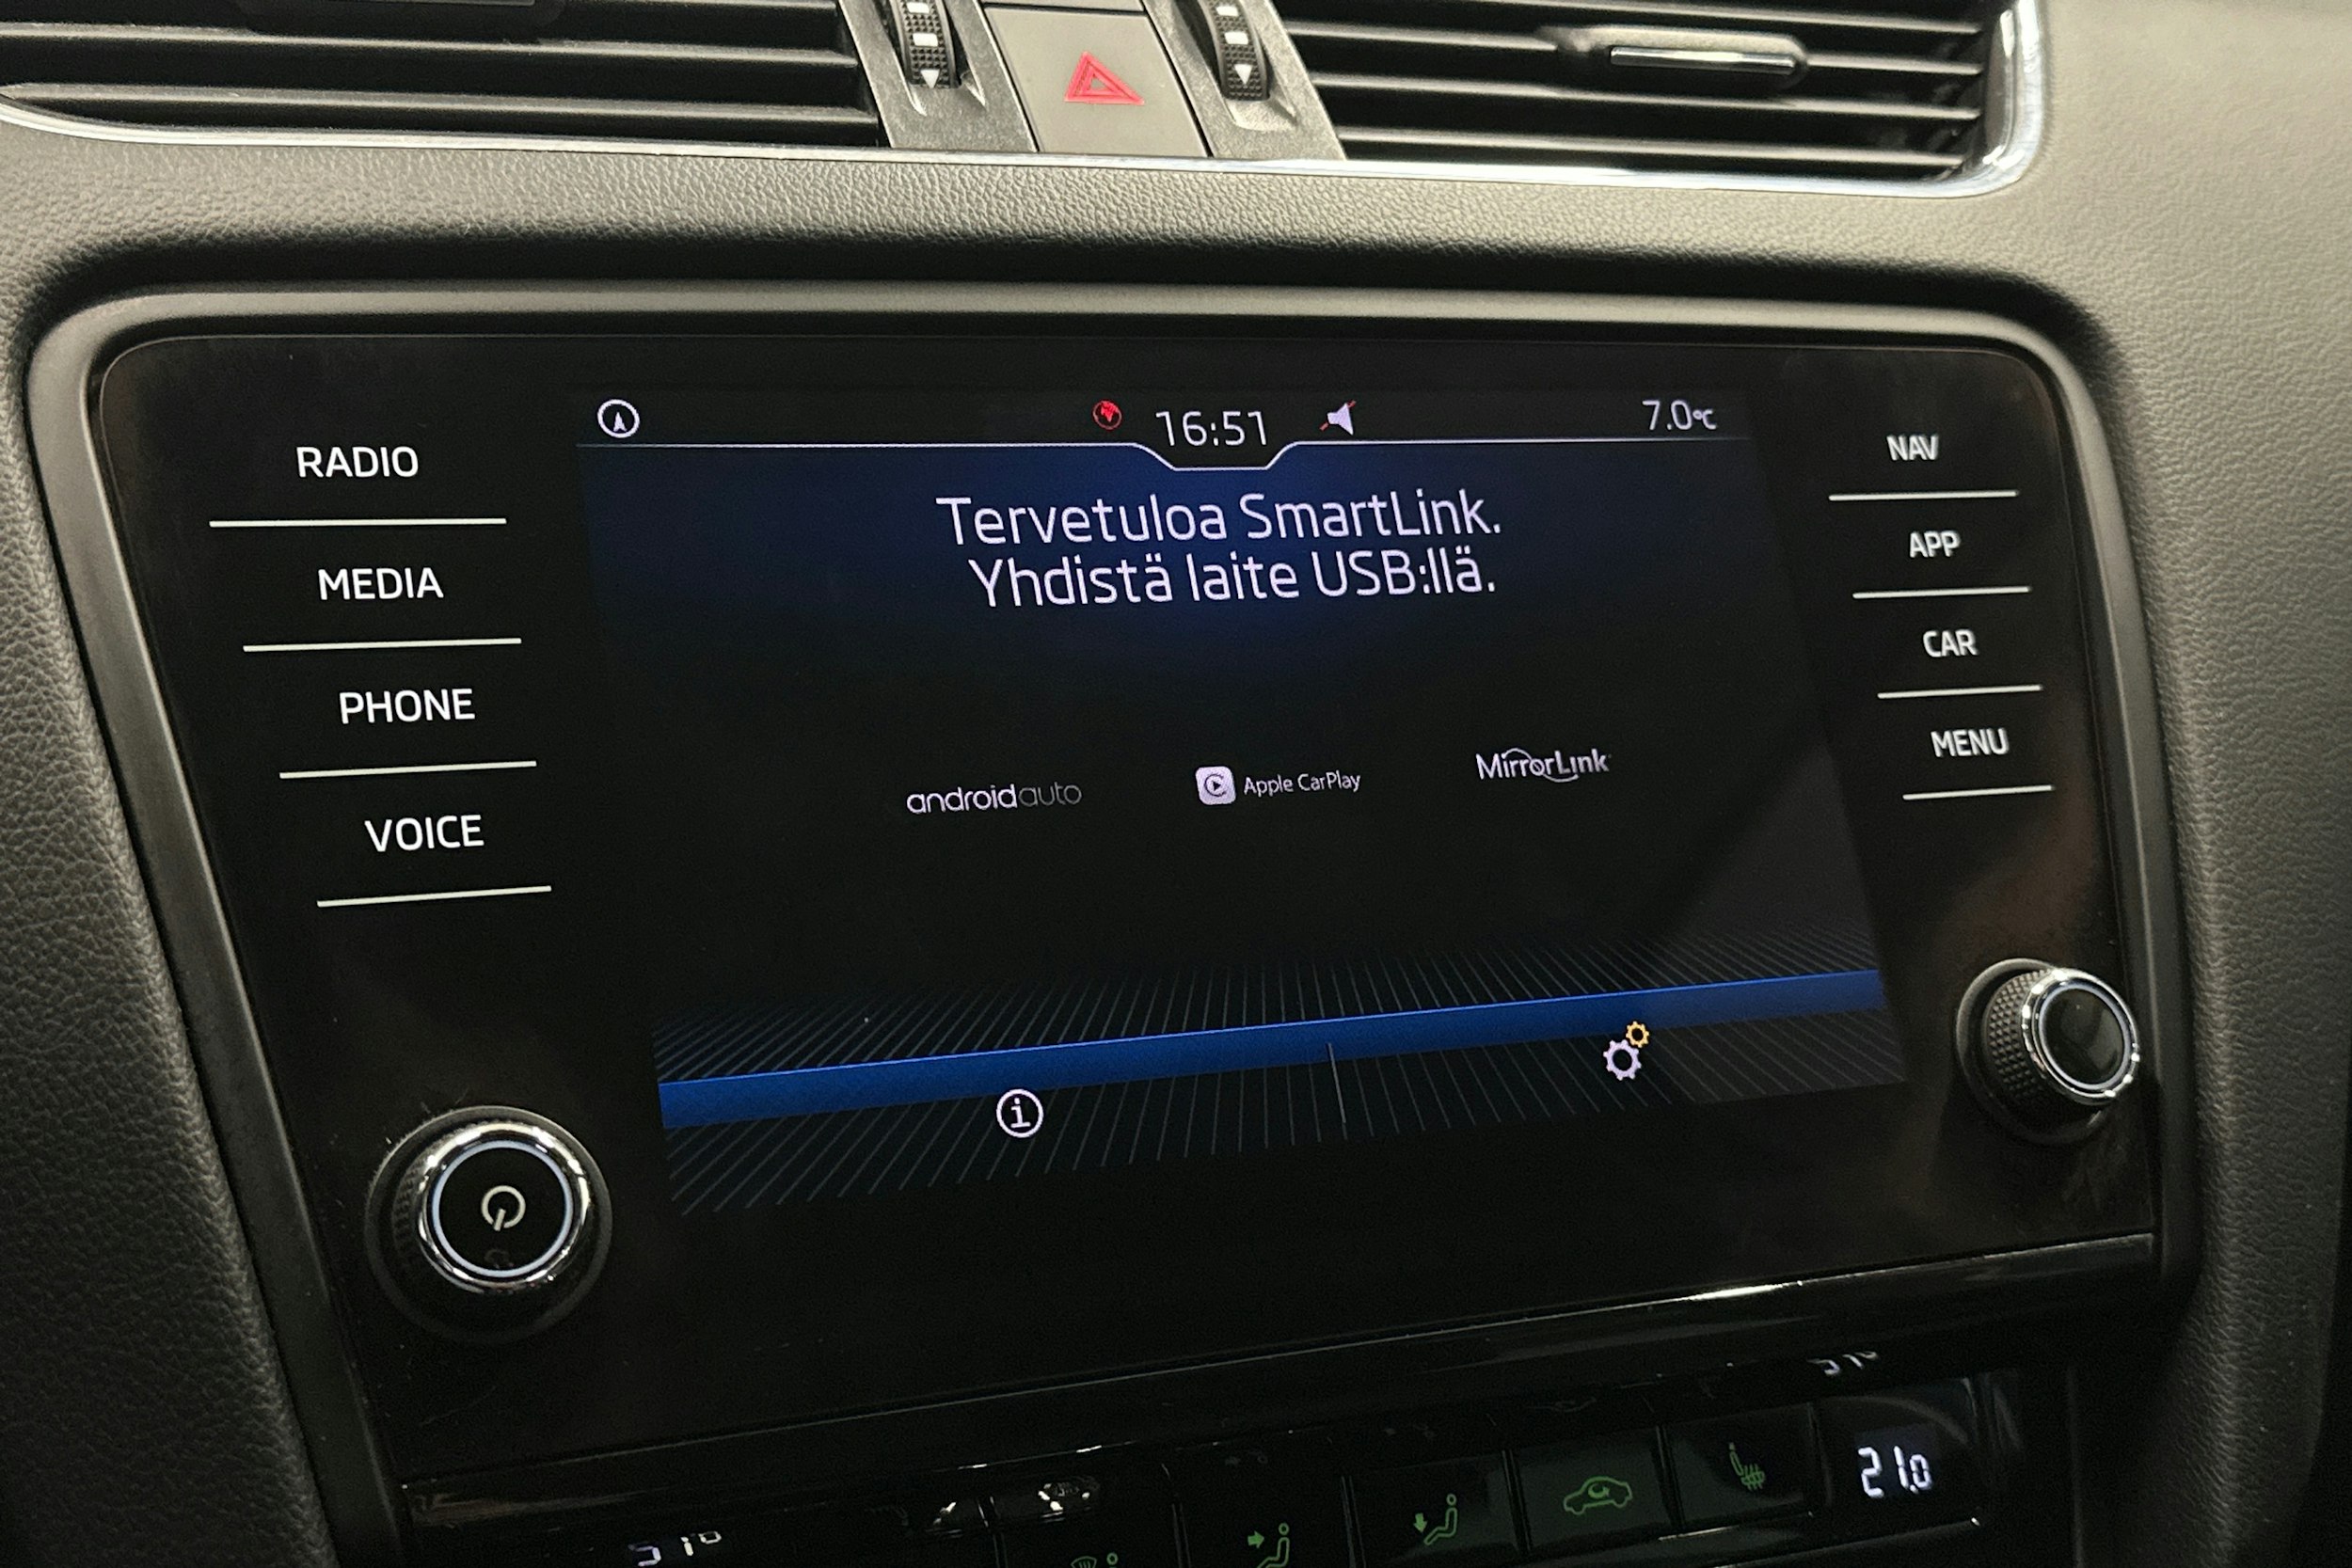 16:51
7.0°C
RADIO
MEDIA
PHONE
VOICE
Tervetuloa SmartLink.
Yhdistä laite USB:llä.
androidauto
Apple CarPlay
MirrorLink
NAV
APP
CAR
MENU
21.0